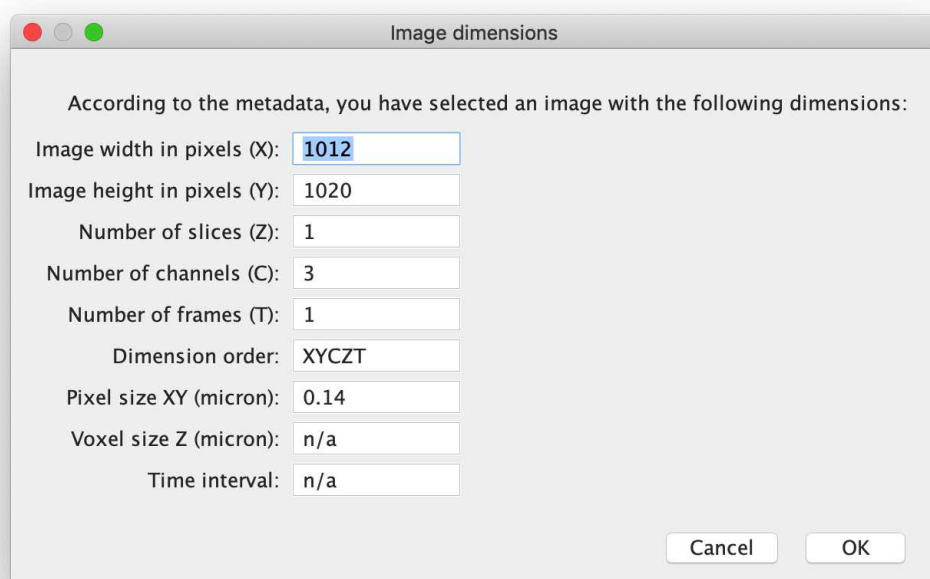 Image dimensions
According to the metadata, you have selected an image with the following dimensions:
Image width in pixels (X): 1012
Image height in pixels (Y): 1020
Number of slices (Z): 1
Number of channels (C): 3
Number of frames (T): 1
Dimension order: XYCZT
Pixel size XY (micron): 0.14
Voxel size Z (micron): n/a
Time interval: n/a
Cancel OK